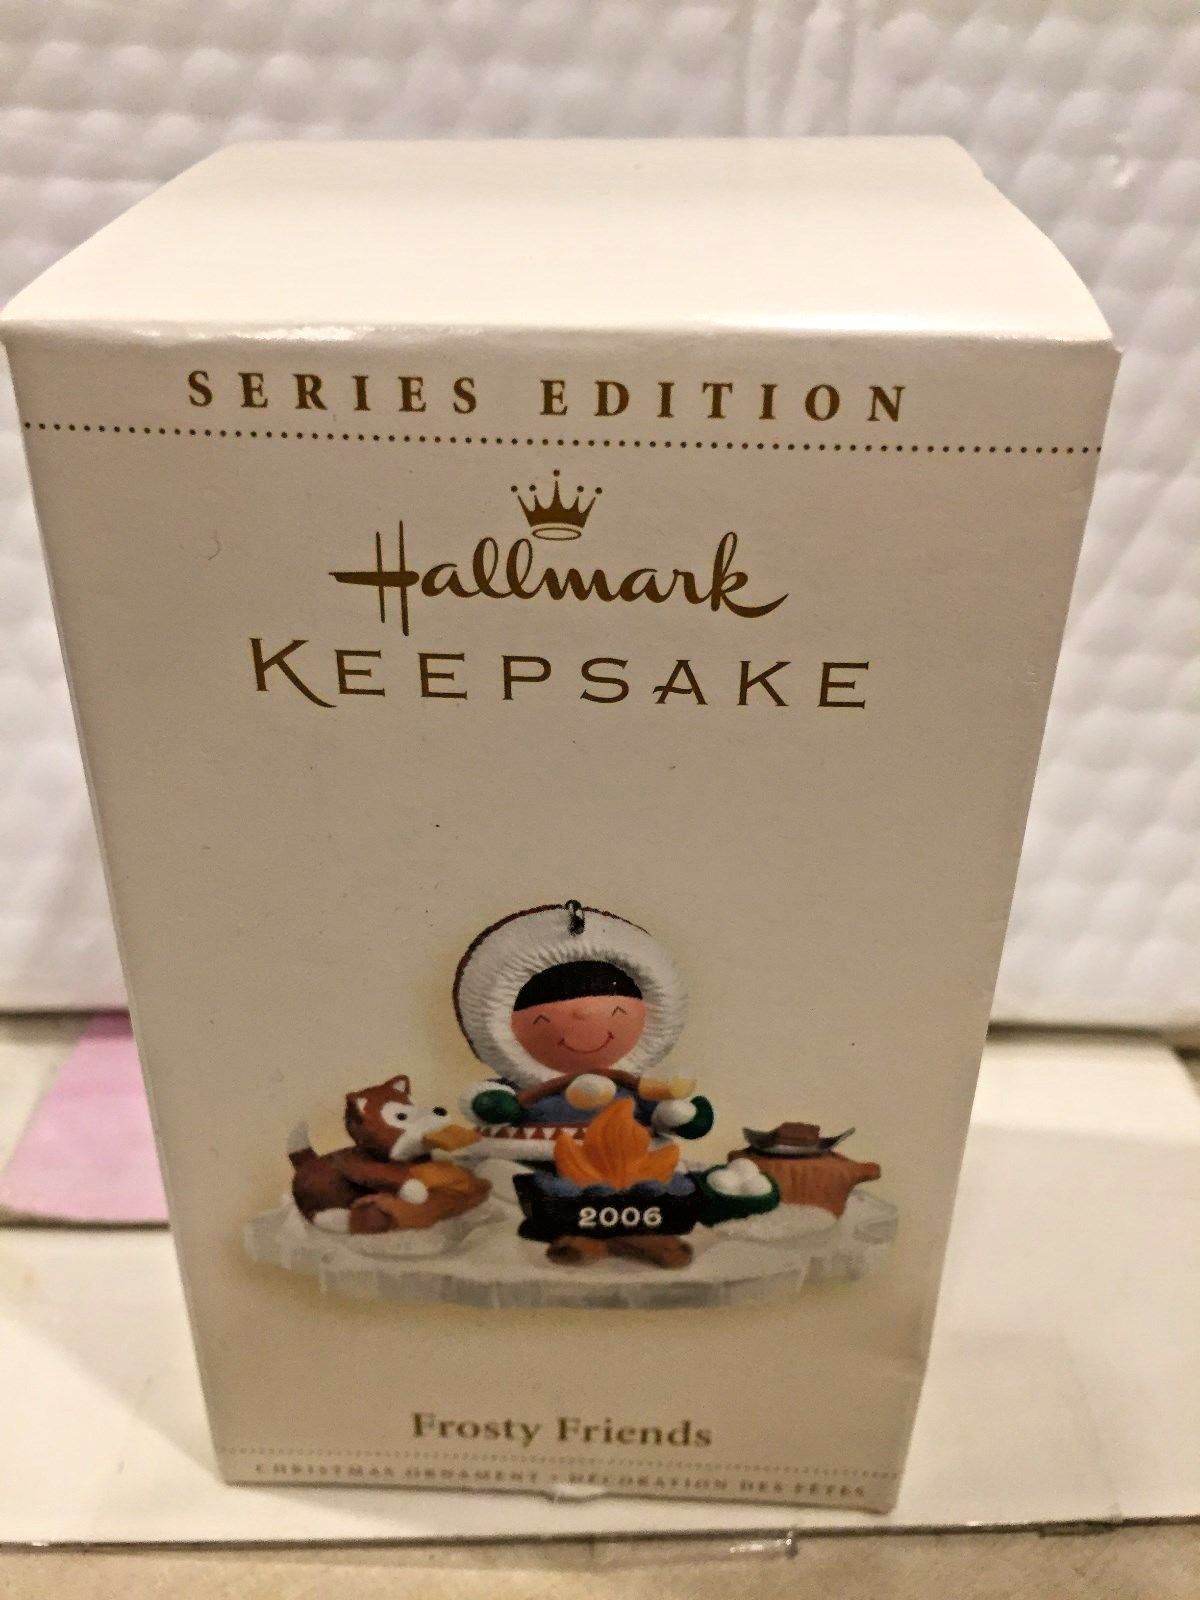 SERIES EDITION
Hallmark
KEEPSAKE
2006
Frosty Friends
CHRISTMAS ORNAMENT • DÉCORATION DES FÊTES